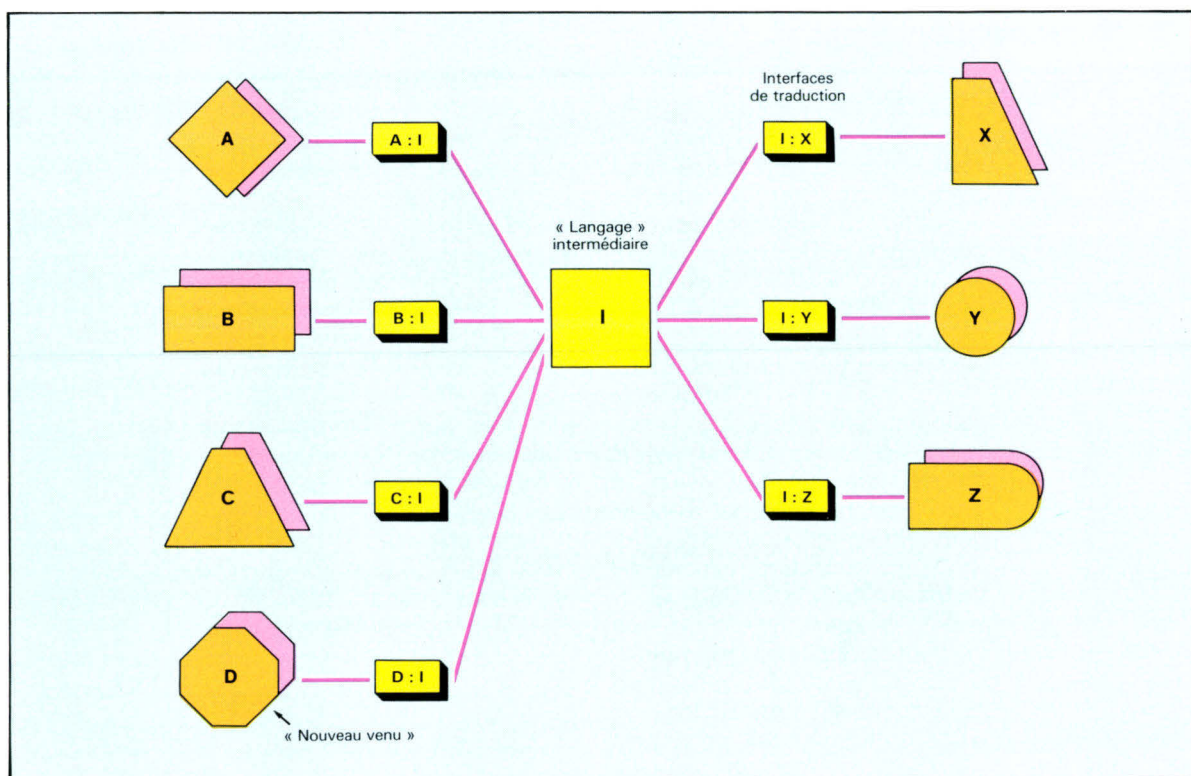 Interfaces
de traduction
A
A : I
I : X
X
« Langage »
intermédiaire
B
B : I
I
I : Y
Y
C
C : I
I : Z
Z
D
D : I
« Nouveau venu »